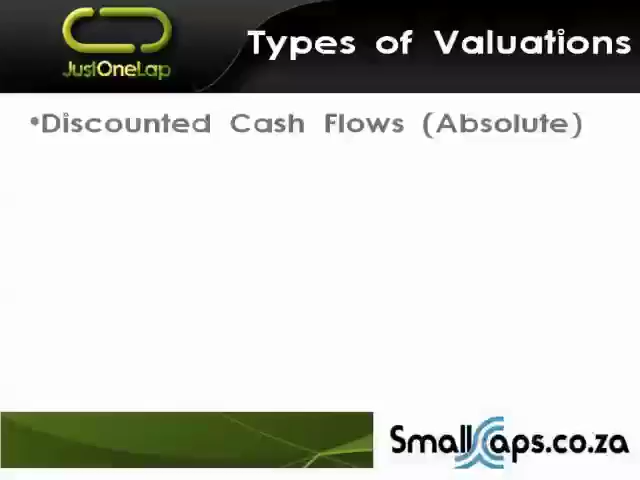 JustOneLap
Types of Valuations
•Discounted Cash Flows (Absolute)
SmallCaps.co.za